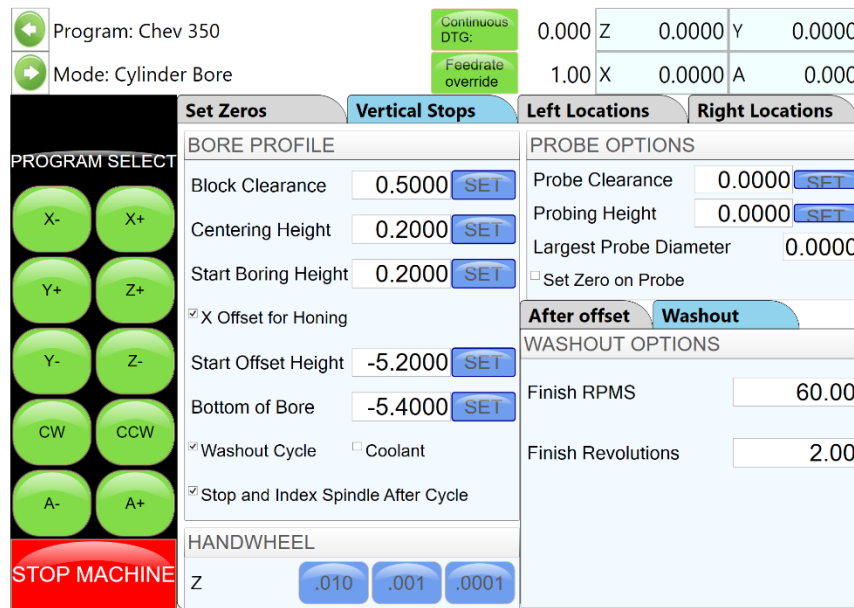 Program: Chev 350
Continuous DTG: 0.000 Z 0.0000 Y 0.0000
Mode: Cylinder Bore
Feedrate override 1.00 X 0.0000 A 0.000
Set Zeros Vertical Stops Left Locations Right Locations
PROGRAM SELECT
X- X+
Y+ Z+
Y- Z-
CW CCW
A- A+
STOP MACHINE
BORE PROFILE
Block Clearance 0.5000 SET
Centering Height 0.2000 SET
Start Boring Height 0.2000 SET
X Offset for Honing
Start Offset Height -5.2000 SET
Bottom of Bore -5.4000 SET
Washout Cycle Coolant
Stop and Index Spindle After Cycle
HANDWHEEL
Z .010 .001 .0001
PROBE OPTIONS
Probe Clearance 0.0000 SET
Probing Height 0.0000 SET
Largest Probe Diameter 0.0000
Set Zero on Probe
After offset Washout
WASHOUT OPTIONS
Finish RPMS 60.00
Finish Revolutions 2.00